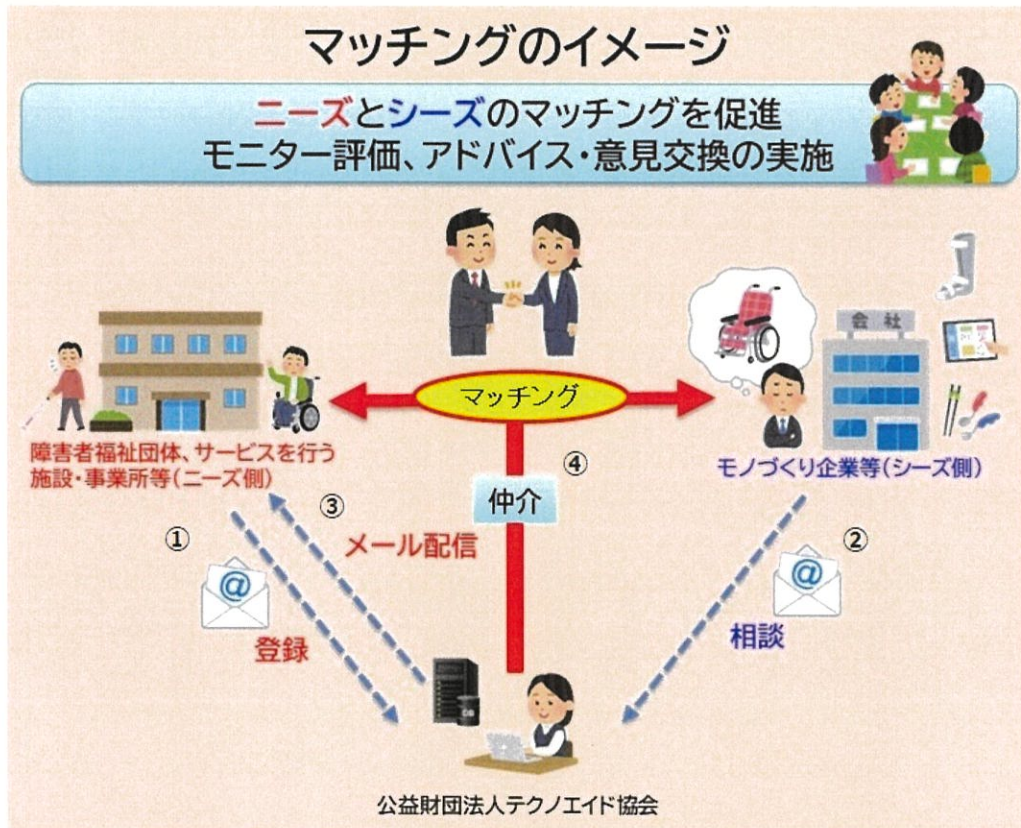 マッチングのイメージ
ニーズとシーズのマッチングを促進
モニター評価、アドバイス・意見交換の実施
会 社
マッチング
障害者福祉団体、サービスを行う
施設・事業所等(ニーズ側)
モノづくり企業等(シーズ側)
④
仲介
③
メール配信
①
②
@
@
登録
相談
DB
公益財団法人テクノエイド協会